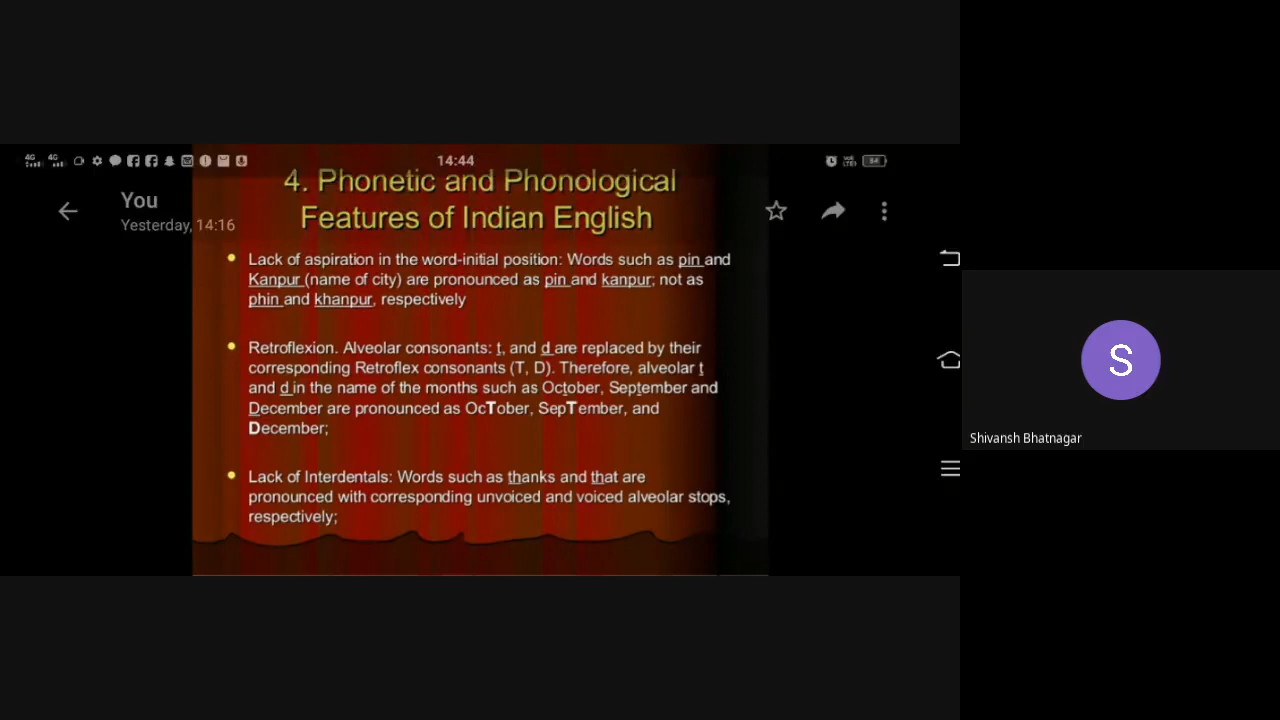 4G 4G 14:44 94
4. Phonetic and Phonological
You
Features of Indian English
Yesterday, 14:16
• Lack of aspiration in the word-initial position: Words such as pin and
Kanpur (name of city) are pronounced as pin and kanpur; not as
phin and khanpur, respectively
• Retroflexion. Alveolar consonants: t, and d are replaced by their
corresponding Retroflex consonants (T, D). Therefore, alveolar t
and d in the name of the months such as October, September and
December are pronounced as OcTober, SepTember, and
December;
• Lack of Interdentals: Words such as thanks and that are
pronounced with corresponding unvoiced and voiced alveolar stops,
respectively;
S
Shivansh Bhatnagar